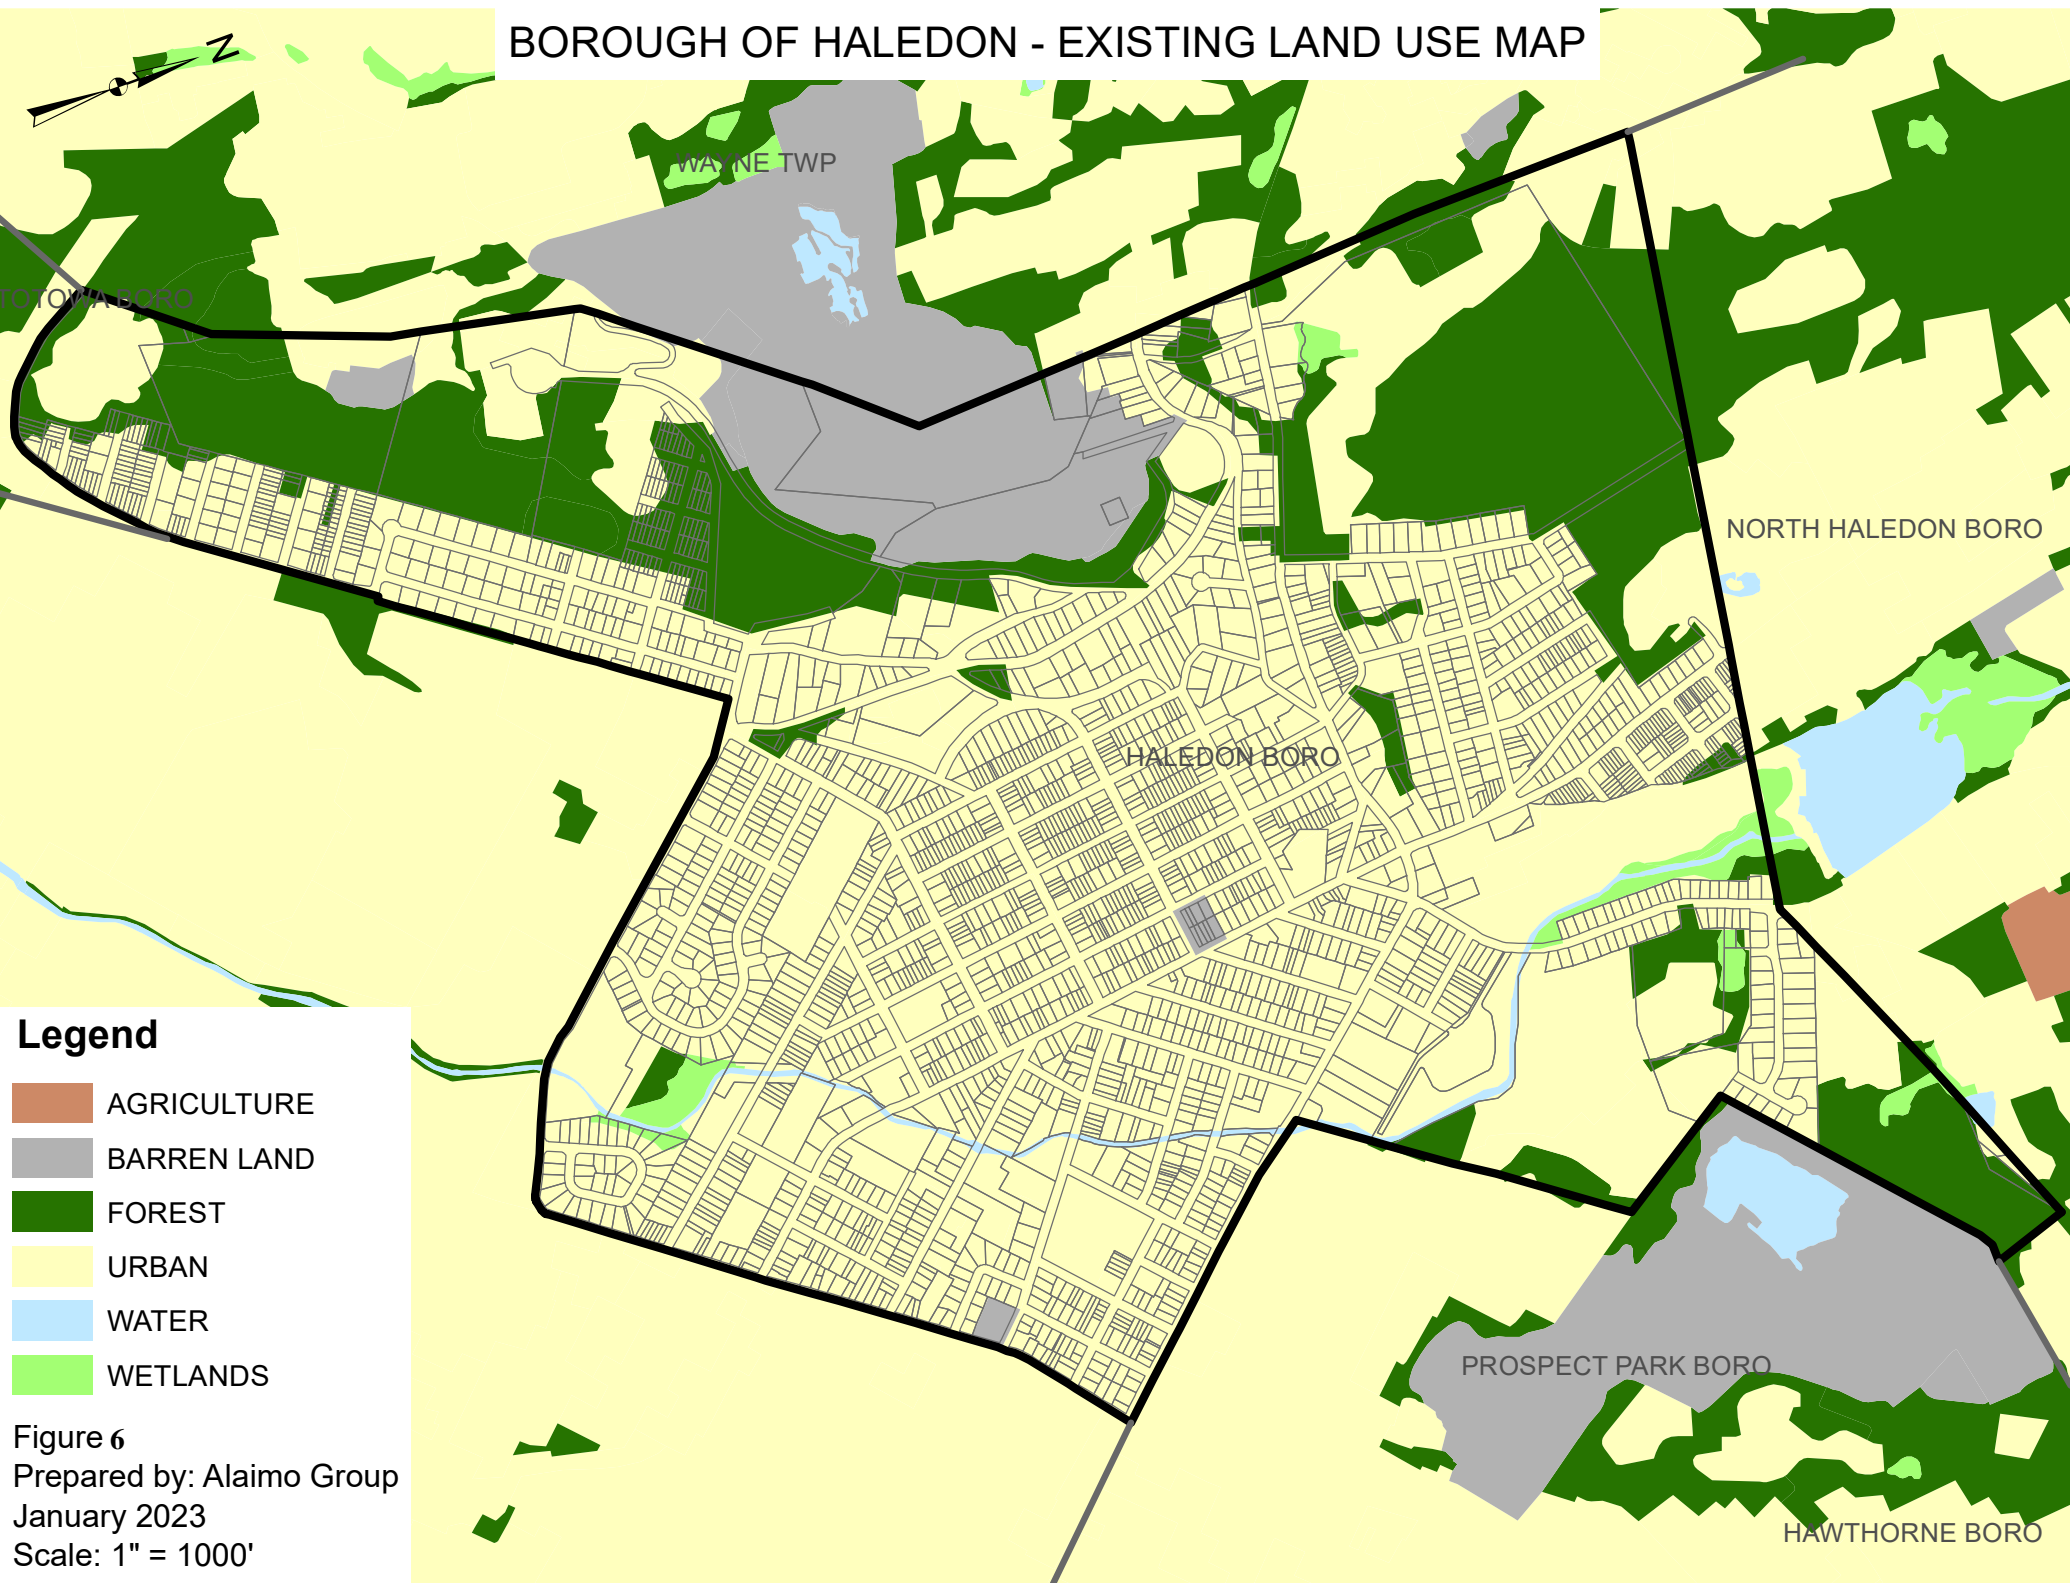 BOROUGH OF HALEDON - EXISTING LAND USE MAP
N
WAYNE TWP
TOTOWA BORO
NORTH HALEDON BORO
HALEDON BORO
PROSPECT PARK BORO
HAWTHORNE BORO
Legend
AGRICULTURE
BARREN LAND
FOREST
URBAN
WATER
WETLANDS
Figure 6
Prepared by: Alaimo Group
January 2023
Scale: 1" = 1000'